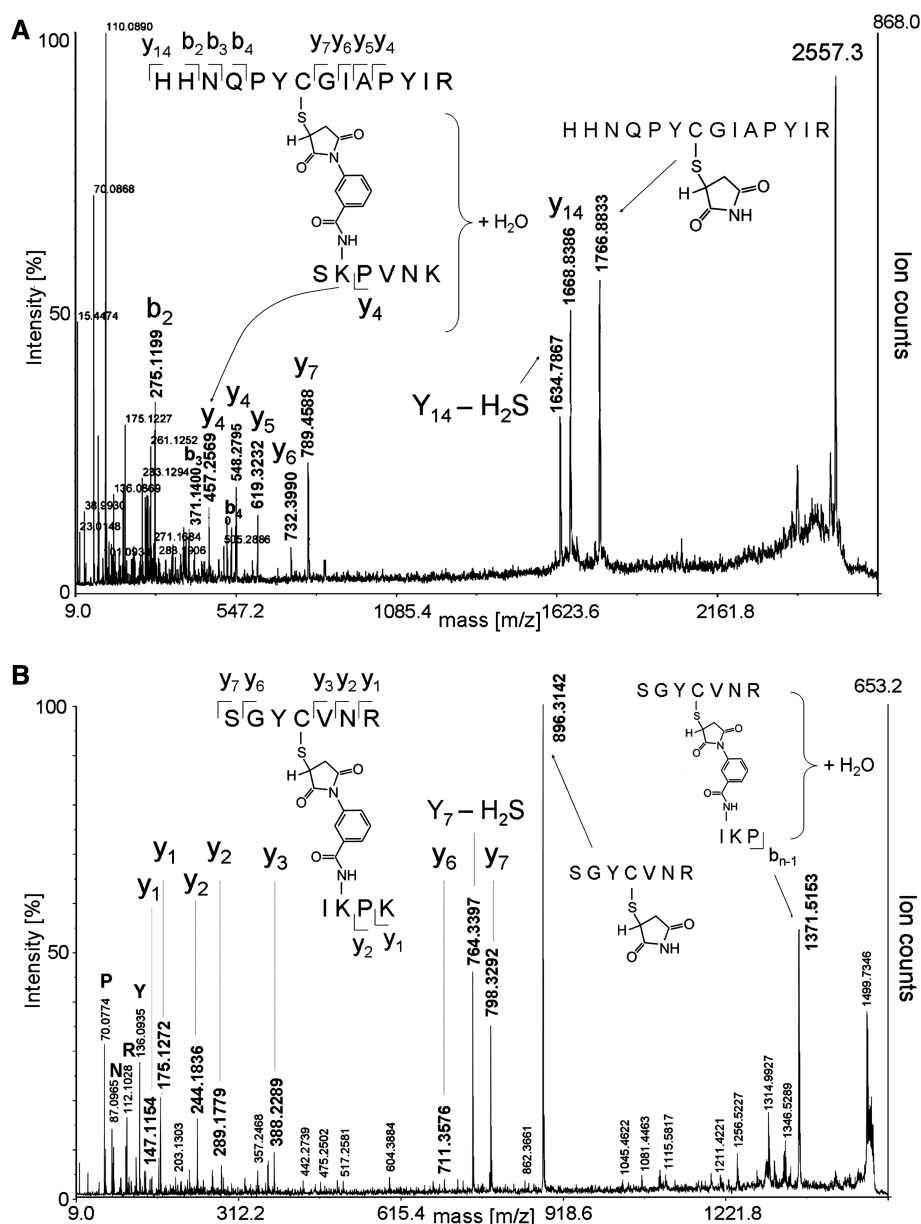 A
100
868.0
110.0890
y14 b2 b3 b4 y7 y6 y5 y4
H H N Q P Y C G I A P Y I R
2557.3
S
H
O
O
N
O
NH
+ H2O
S K P V N K
y4
H H N Q P Y C G I A P Y I R
S
H
O
O
NH
70.0868
y14
1668.8386
1766.8833
1634.7867
Y14 – H2S
Intensity [%]
Ion counts
50
15.4474
b2
275.1199
y7
789.4588
y4
y4
y5
y6
175.1227
261.1252
b3
371.1400
457.2569
548.2795
619.3232
732.3990
233.1294
136.0869
b4
38.9930
23.0148
271.1684
505.2886
0
9.0
547.2
1085.4
1623.6
2161.8
mass [m/z]
B
100
653.2
y7 y6 y3 y2 y1
S G Y C V N R
S
H
O
O
N
O
NH
I K P K
y2 y1
896.3142
S G Y C V N R
S
H
O
O
N
O
NH
I K P
bn-1
+ H2O
Y7 – H2S
S G Y C V N R
S
H
O
O
NH
y1
y2
y3
y6
y7
y1
y2
764.3397
798.3292
1371.5153
1499.7346
Intensity [%]
Ion counts
50
P
70.0774
N
87.0965
R
112.1028
Y
136.0935
147.1154
175.1272
203.1303
244.1836
289.1779
357.2468
388.2289
442.2739
475.2502
517.2581
604.3884
711.3576
862.3661
1045.4622
1081.4463
1115.5817
1211.4221
1256.5227
1314.9927
1346.5289
0
9.0
312.2
615.4
918.6
1221.8
mass [m/z]